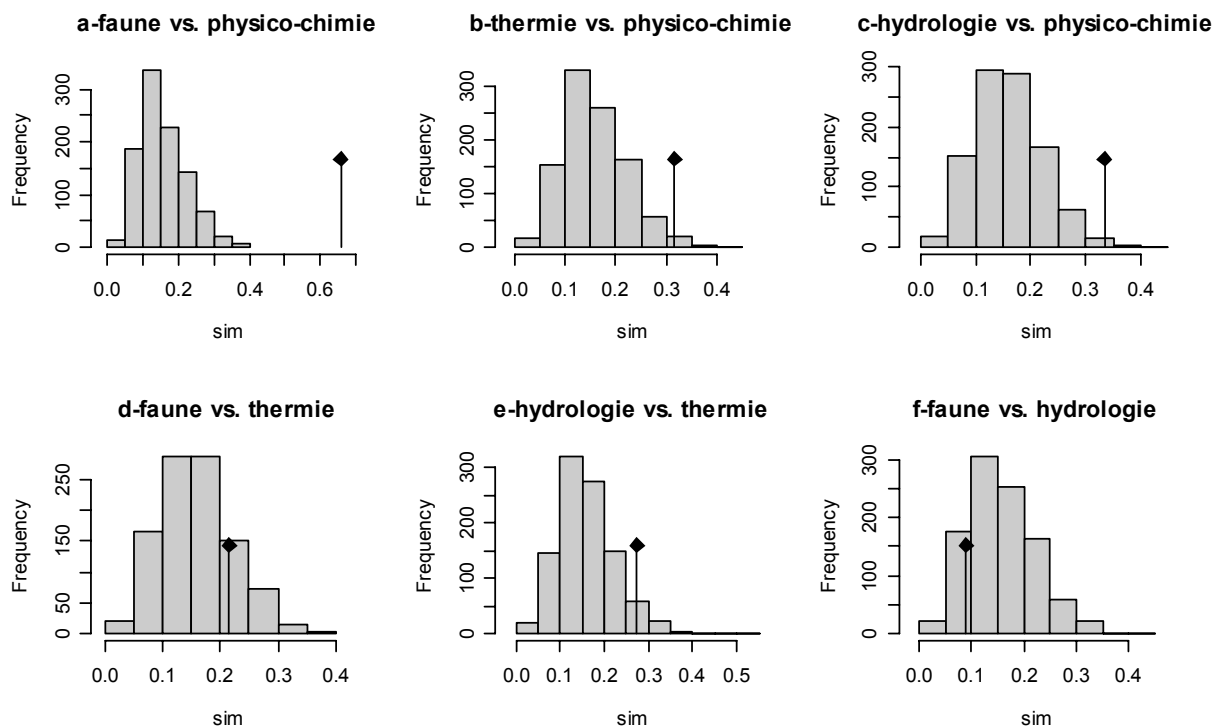 a-faune vs. physico-chimie
Frequency
0 100 200 300
0.0 0.2 0.4 0.6
sim
b-thermie vs. physico-chimie
Frequency
0 100 200 300
0.0 0.1 0.2 0.3 0.4
sim
c-hydrologie vs. physico-chimie
Frequency
0 100 200 300
0.0 0.1 0.2 0.3 0.4
sim
d-faune vs. thermie
Frequency
0 50 150 250
0.0 0.1 0.2 0.3 0.4
sim
e-hydrologie vs. thermie
Frequency
0 100 200 300
0.0 0.1 0.2 0.3 0.4 0.5
sim
f-faune vs. hydrologie
Frequency
0 100 200 300
0.0 0.1 0.2 0.3 0.4
sim